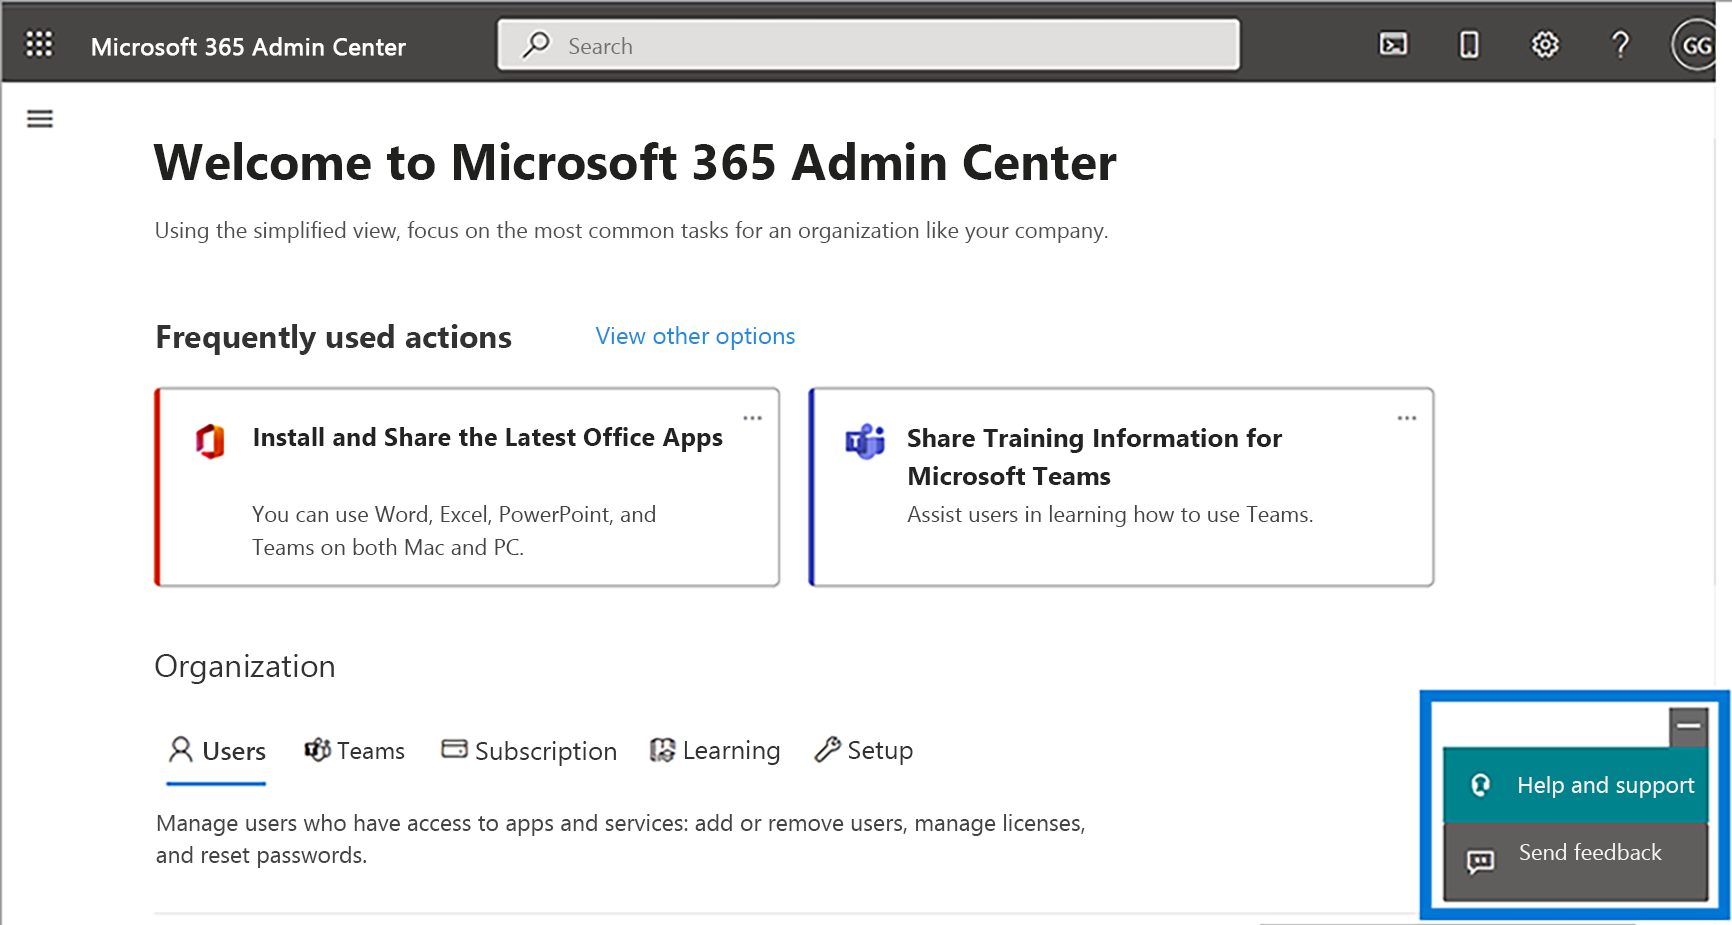 Microsoft 365 Admin Center
Search
GG
Welcome to Microsoft 365 Admin Center
Using the simplified view, focus on the most common tasks for an organization like your company.
Frequently used actions
View other options
Install and Share the Latest Office Apps
You can use Word, Excel, PowerPoint, and
Teams on both Mac and PC.
Share Training Information for
Microsoft Teams
Assist users in learning how to use Teams.
Organization
Users
Teams
Subscription
Learning
Setup
Manage users who have access to apps and services: add or remove users, manage licenses,
and reset passwords.
Help and support
Send feedback